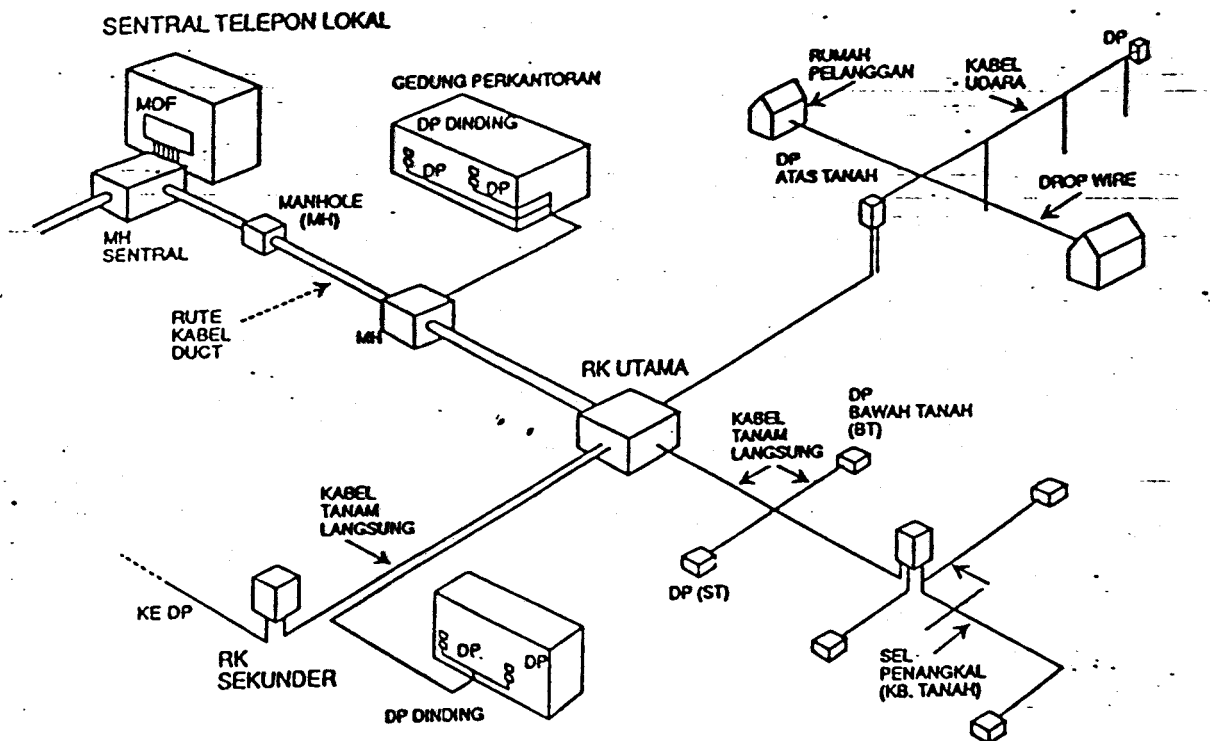 SENTRAL TELEPON LOKAL
MDF
MH
SENTRAL
MANHOLE
(MH)
RUTE
KABEL
DUCT
MH
GEDUNG PERKANTORAN
DP DINDING
DP
DP
RUMAH
PELANGGAN
KABEL
UDARA
DP
DP
ATAS TANAH
DROP WIRE
RK UTAMA
KABEL
TANAM
LANGSUNG
DP
BAWAH TANAH
(BT)
DP (ST)
KABEL
TANAM
LANGSUNG
KE DP
RK
SEKUNDER
DP
DP
DP DINDING
SEL
PENANGKAL
(KB. TANAH)